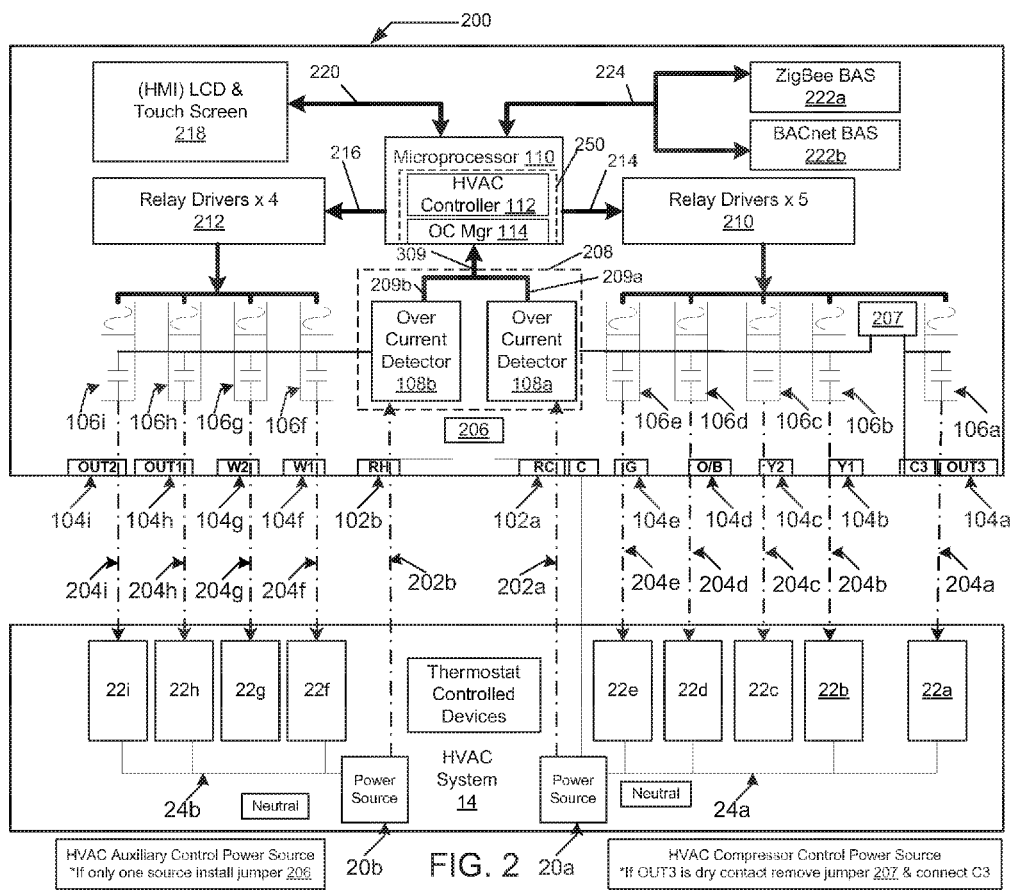 200
(HMI) LCD &
Touch Screen
218
220
224
ZigBee BAS
222a
BACnet BAS
222b
Microprocessor 110
250
HVAC
Controller 112
OC Mgr 114
216
214
Relay Drivers x 4
212
Relay Drivers x 5
210
309
208
209b
209a
Over
Current
Detector
108b
Over
Current
Detector
108a
207
206
106i
106h
106g
106f
106e
106d
106c
106b
106a
OUT2
OUT1
W2
W1
RH
RC
C
G
O/B
Y2
Y1
C3
OUT3
104i
104h
104g
104f
102b
102a
104e
104d
104c
104b
104a
204i
204h
204g
204f
202b
202a
204e
204d
204c
204b
204a
22i
22h
22g
22f
Thermostat
Controlled
Devices
22e
22d
22c
22b
22a
HVAC
System
14
Power
Source
Power
Source
24b
Neutral
Neutral
24a
20b
20a
HVAC Auxiliary Control Power Source
*If only one source install jumper 206
FIG. 2
HVAC Compressor Control Power Source
*If OUT3 is dry contact remove jumper 207 & connect C3